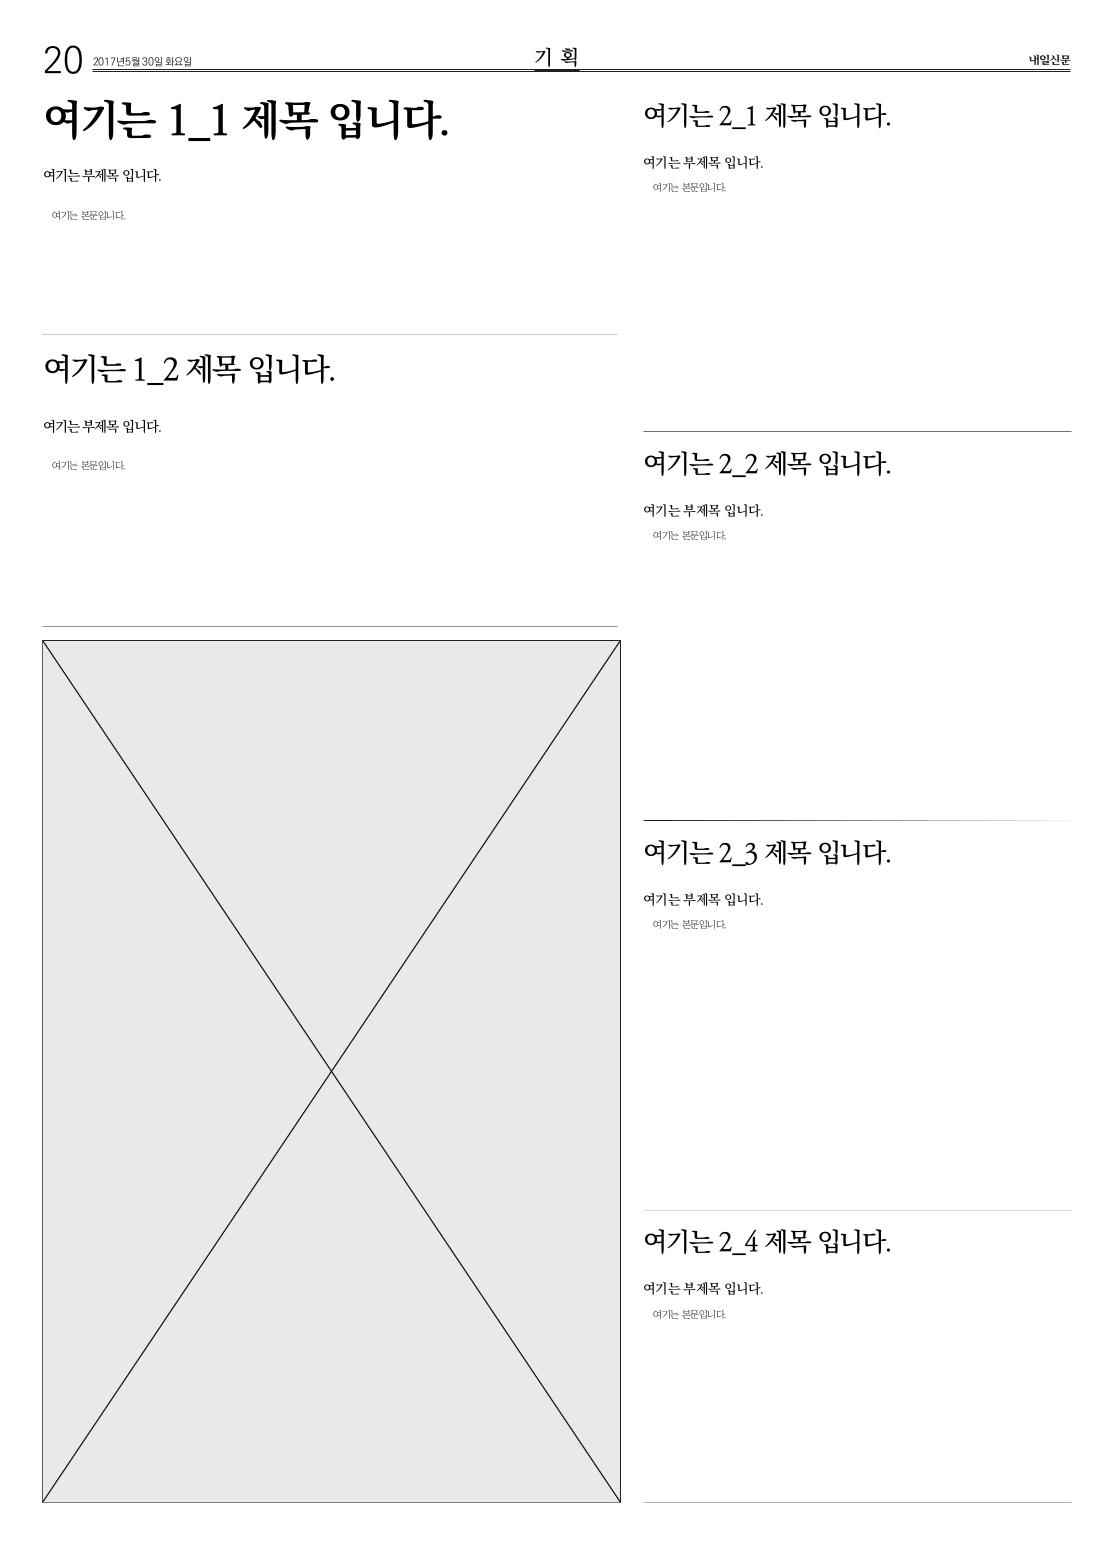 20 2017년5월 30일 화요일 기 획 내일신문
여기는 1_1 제목 입니다.
여기는 부제목 입니다.
여기는 본문입니다.
여기는 1_2 제목 입니다.
여기는 부제목 입니다.
여기는 본문입니다.
여기는 2_1 제목 입니다.
여기는 부제목 입니다.
여기는 본문입니다.
여기는 2_2 제목 입니다.
여기는 부제목 입니다.
여기는 본문입니다.
여기는 2_3 제목 입니다.
여기는 부제목 입니다.
여기는 본문입니다.
여기는 2_4 제목 입니다.
여기는 부제목 입니다.
여기는 본문입니다.